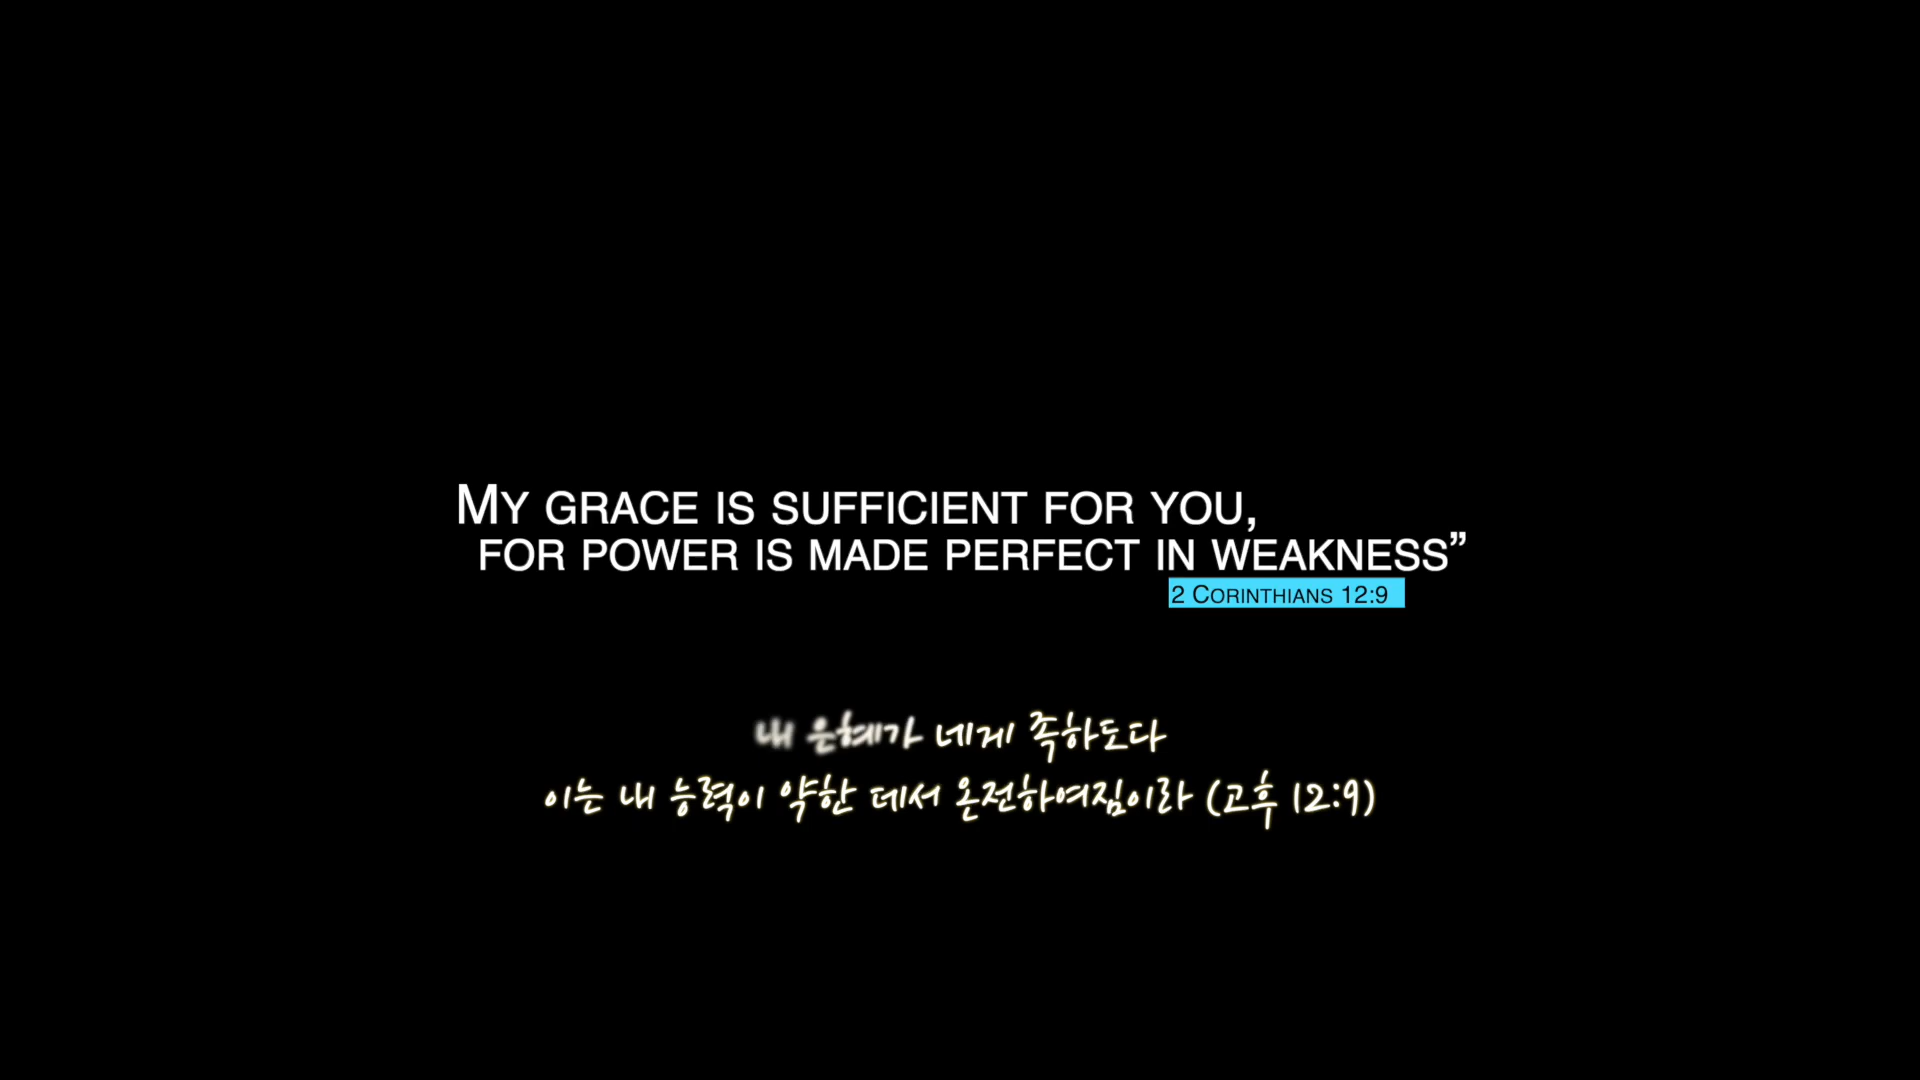 My grace is sufficient for you,
for power is made perfect in weakness”
2 Corinthians 12:9
내 은혜가 네게 족하도다
이는 내 능력이 약한 데서 온전하여짐이라 (고후 12:9)